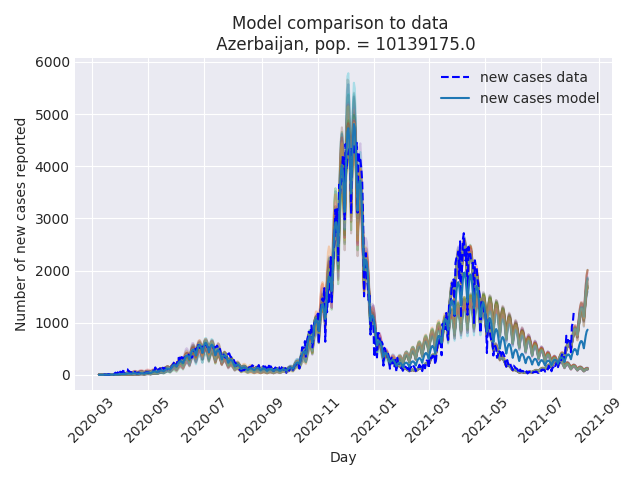 Model comparison to data
Azerbaijan, pop. = 10139175.0
new cases data
new cases model
Number of new cases reported
6000
5000
4000
3000
2000
1000
0
2020-03
2020-05
2020-07
2020-09
2020-11
2021-01
2021-03
2021-05
2021-07
2021-09
Day